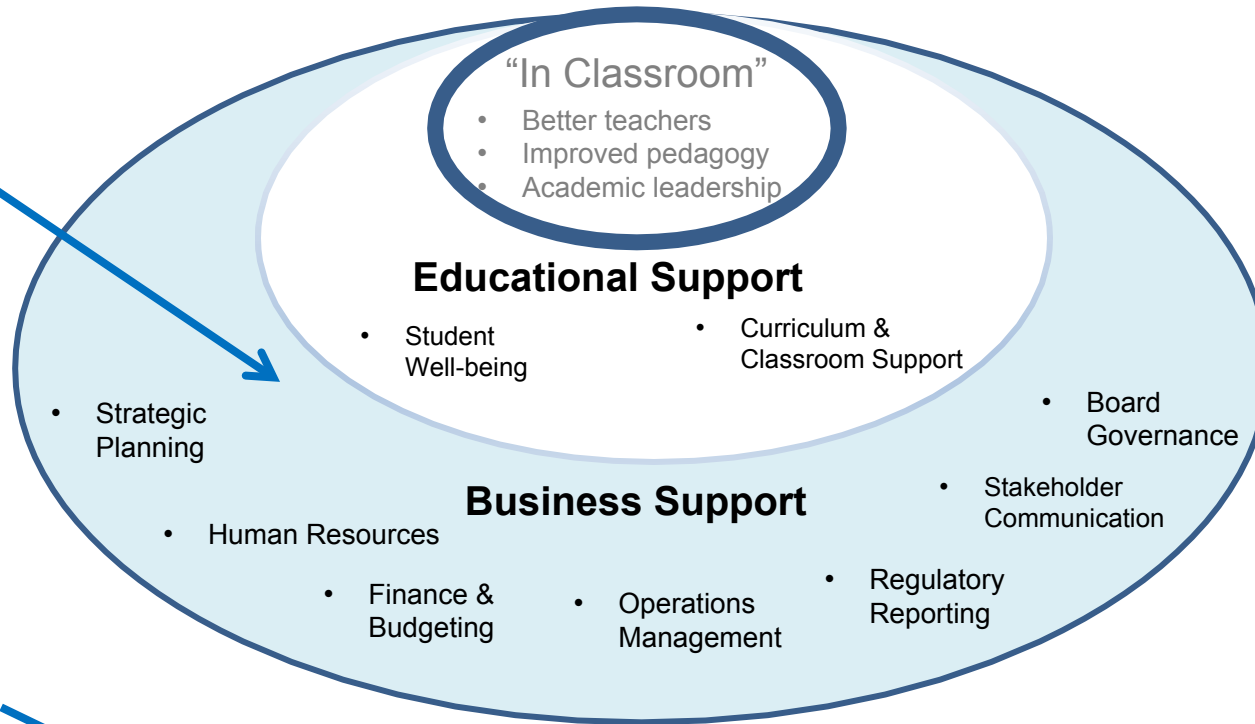 “In Classroom”
• Better teachers
• Improved pedagogy
• Academic leadership
Educational Support
• Student
Well-being
• Curriculum &
Classroom Support
• Strategic
Planning
• Board
Governance
Business Support
• Stakeholder
Communication
• Human Resources
• Finance &
Budgeting
• Operations
Management
• Regulatory
Reporting